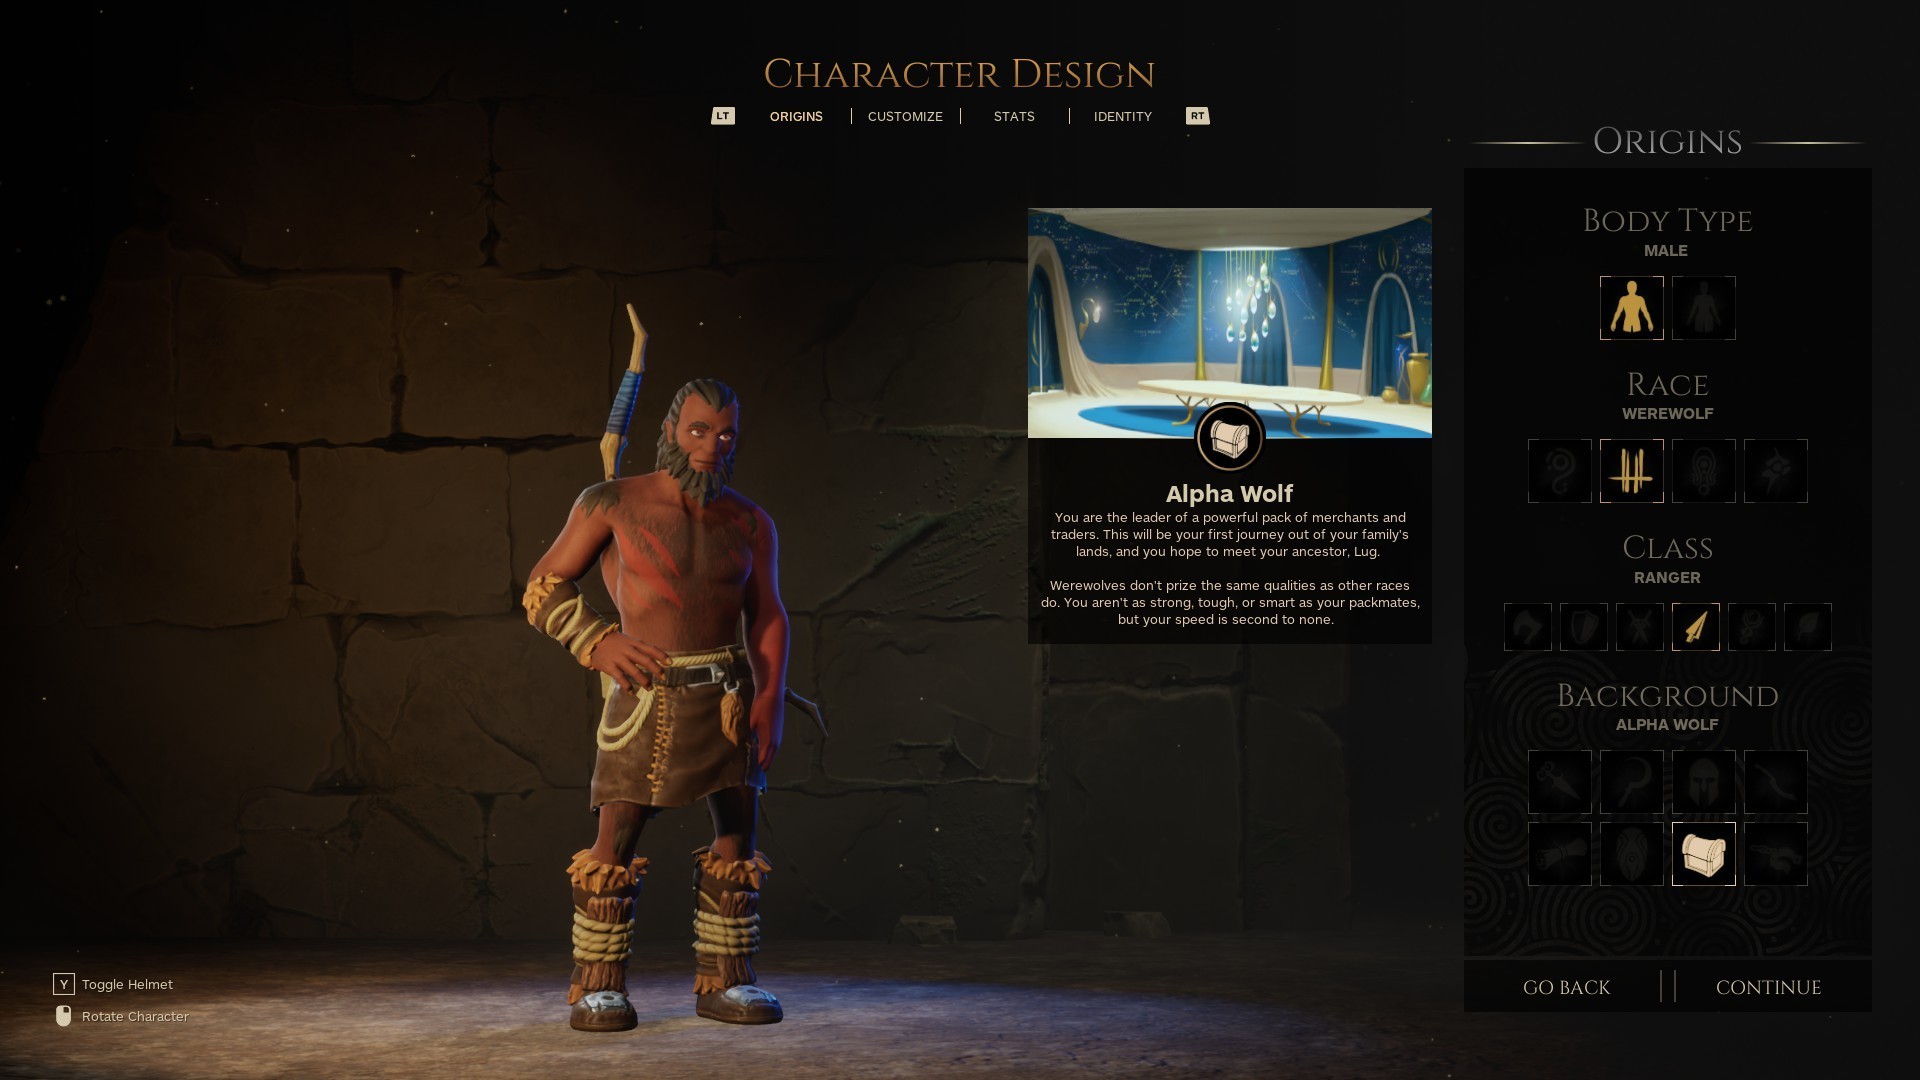 Character Design
LT
ORIGINS
CUSTOMIZE
STATS
IDENTITY
RT
Origins
Body Type
MALE
Race
WEREWOLF
Class
RANGER
Background
ALPHA WOLF
Alpha Wolf
You are the leader of a powerful pack of merchants and
traders. This will be your first journey out of your family's
lands, and you hope to meet your ancestor, Lug.
Werewolves don't prize the same qualities as other races
do. You aren't as strong, tough, or smart as your packmates,
but your speed is second to none.
Y Toggle Helmet
Rotate Character
GO BACK
CONTINUE